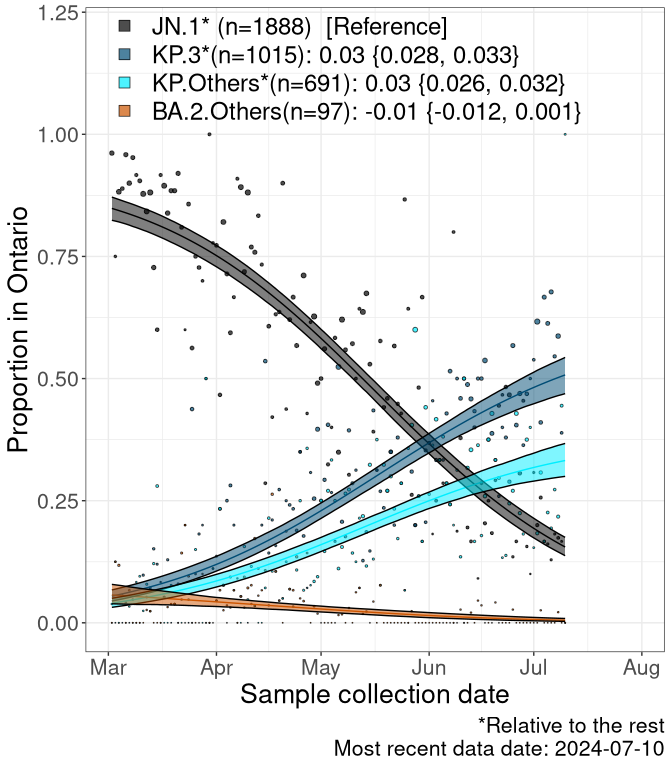 JN.1* (n=1888)  [Reference]
KP.3*(n=1015): 0.03 {0.028, 0.033}
KP.Others*(n=691): 0.03 {0.026, 0.032}
BA.2.Others(n=97): -0.01 {-0.012, 0.001}
1.25
1.00
0.75
0.50
0.25
0.00
Proportion in Ontario
Mar Apr May Jun Jul Aug
Sample collection date
*Relative to the rest
Most recent data date: 2024-07-10